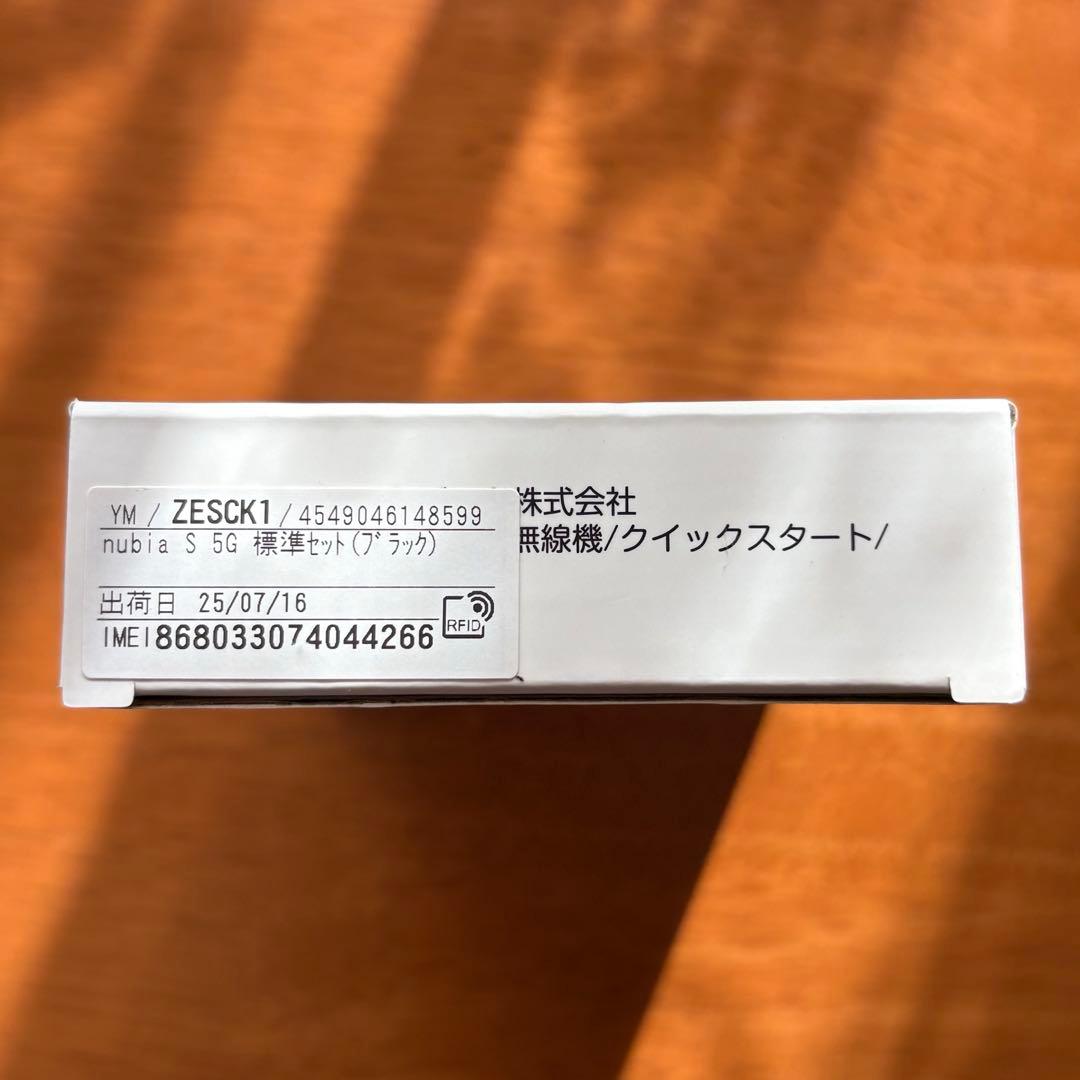 YM / ZESCK1 / 4549046148599
nubia S 5G 標準ｾｯﾄ(ﾌﾞﾗｯｸ)
出荷日 25/07/16
IMEI 868033074044266
RFID
株式会社
無線機/クイックスタート/